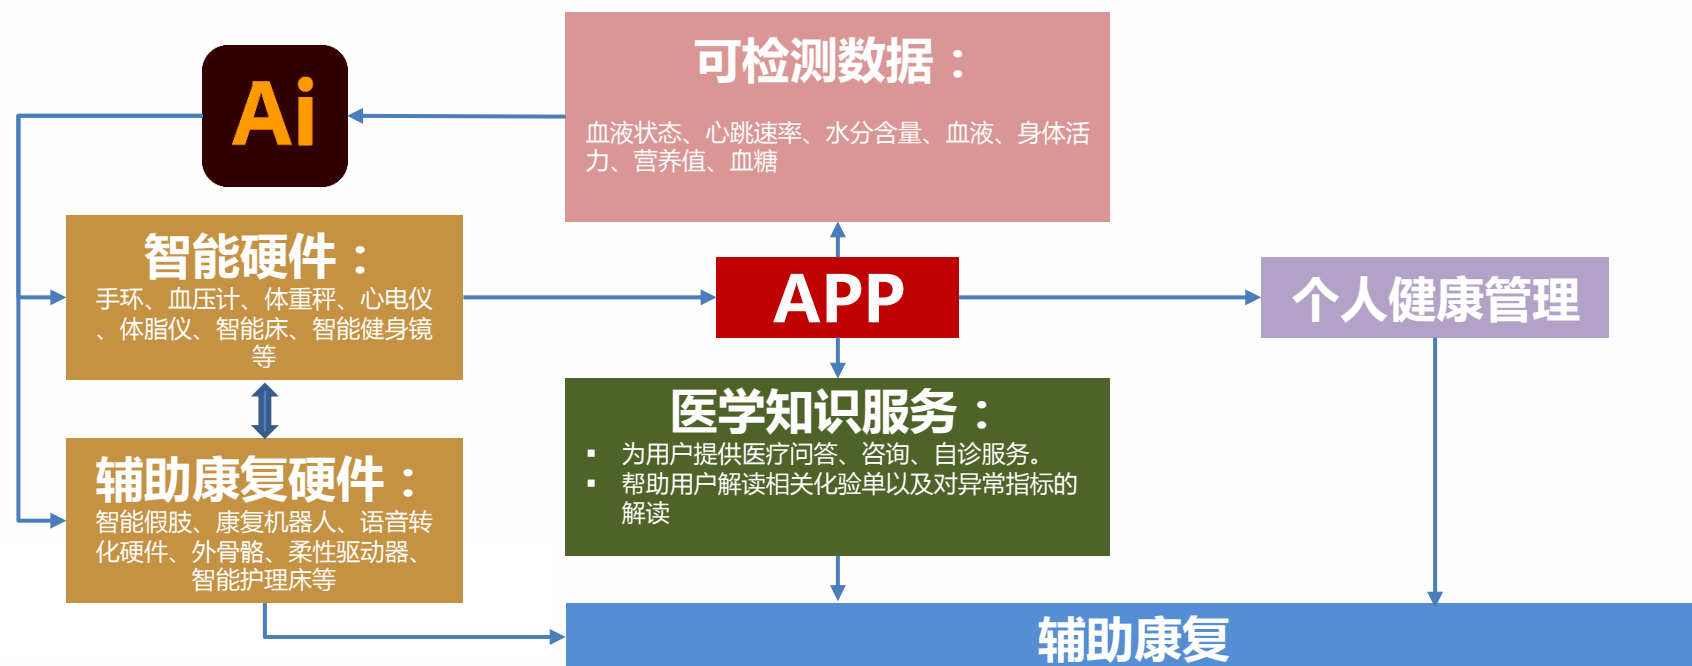 可检测数据：
血液状态、心跳速率、水分含量、血液、身体活
力、营养值、血糖
Ai
智能硬件：
手环、血压计、体重秤、心电仪
、体脂仪、智能床、智能健身镜
等
APP
个人健康管理
医学知识服务：
▪ 为用户提供医疗问答、咨询、自诊服务。
▪ 帮助用户解读相关化验单以及对异常指标的
解读
辅助康复硬件：
智能假肢、康复机器人、语音转
化硬件、外骨骼、柔性驱动器、
智能护理床等
辅助康复